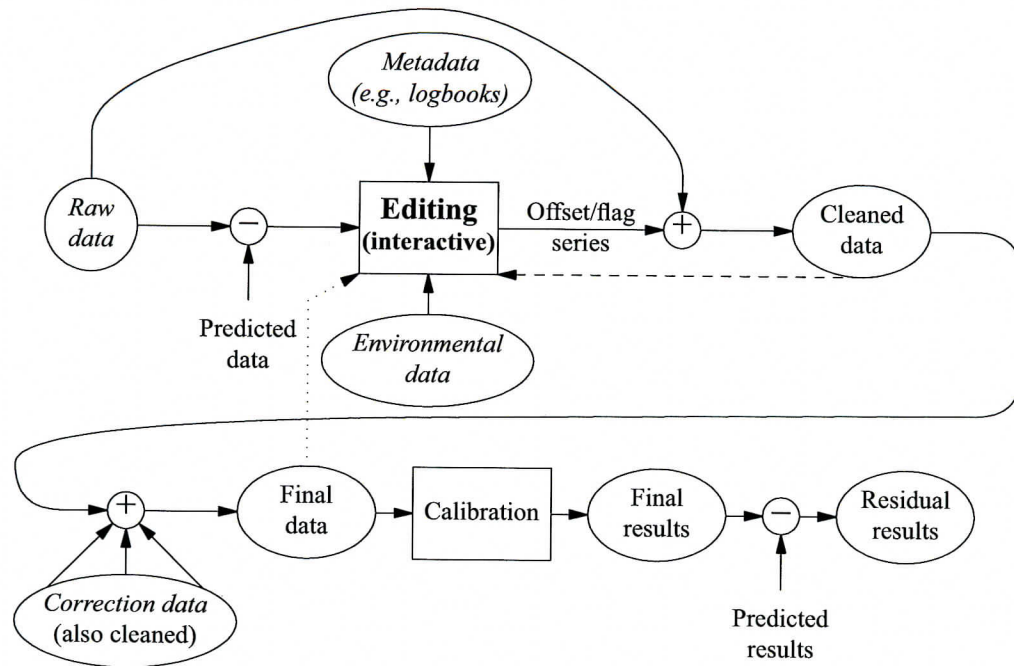 Metadata
(e.g., logbooks)
Raw
data
−
Editing
(interactive)
Offset/flag
series
+
Cleaned
data
Predicted
data
Environmental
data
+
Final
data
Calibration
Final
results
−
Residual
results
Correction data
(also cleaned)
Predicted
results